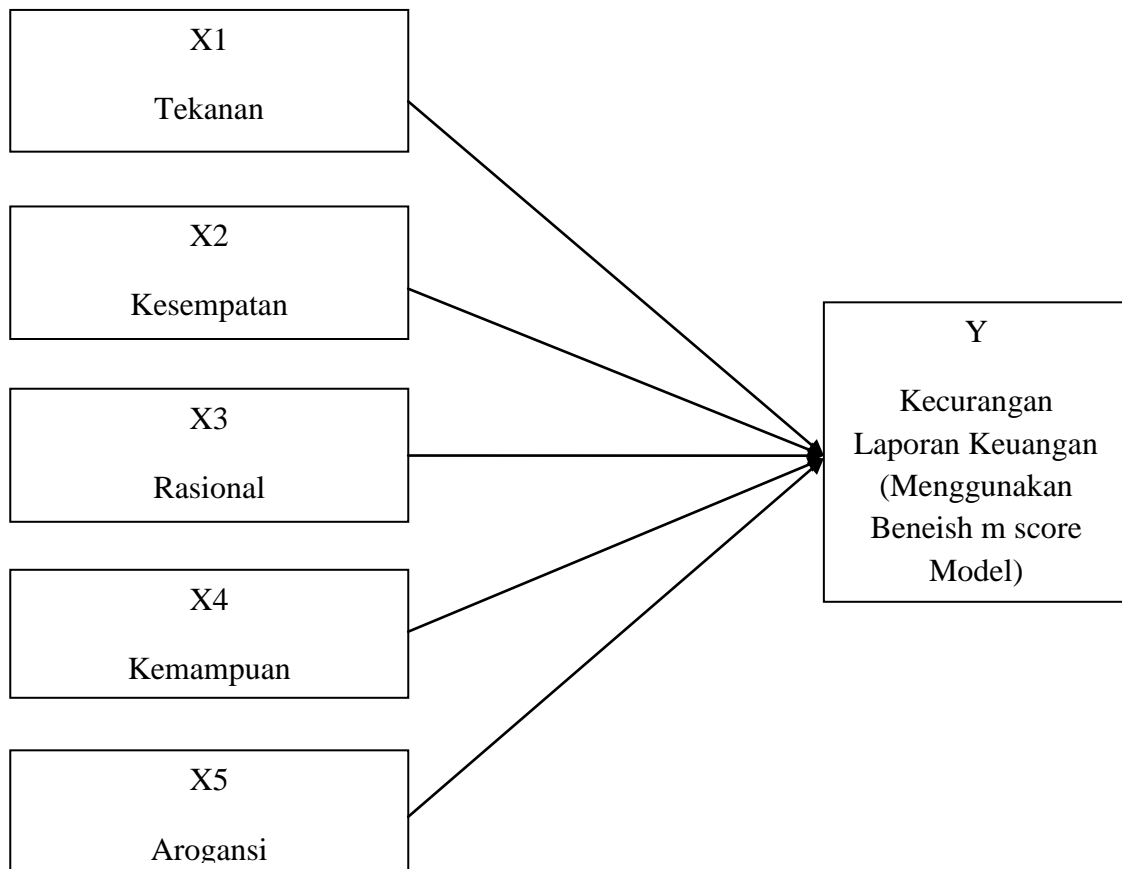 X1
Tekanan
X2
Kesempatan
X3
Rasional
X4
Kemampuan
X5
Arogansi
Y
Kecurangan
Laporan Keuangan
(Menggunakan
Beneish m score
Model)